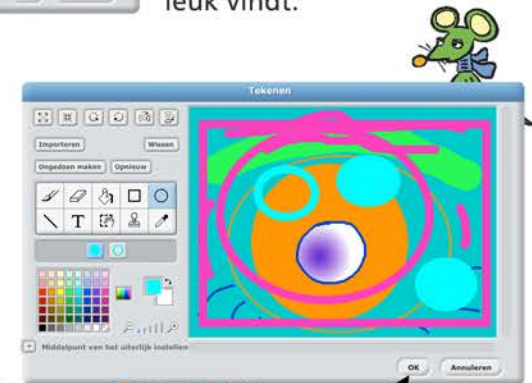 leuk vindt.
Tekenen
Importeren Wissen
Ongedaan maken Opnieuw
T
Middelpunt van het uiterlijk instellen
OK Annuleren